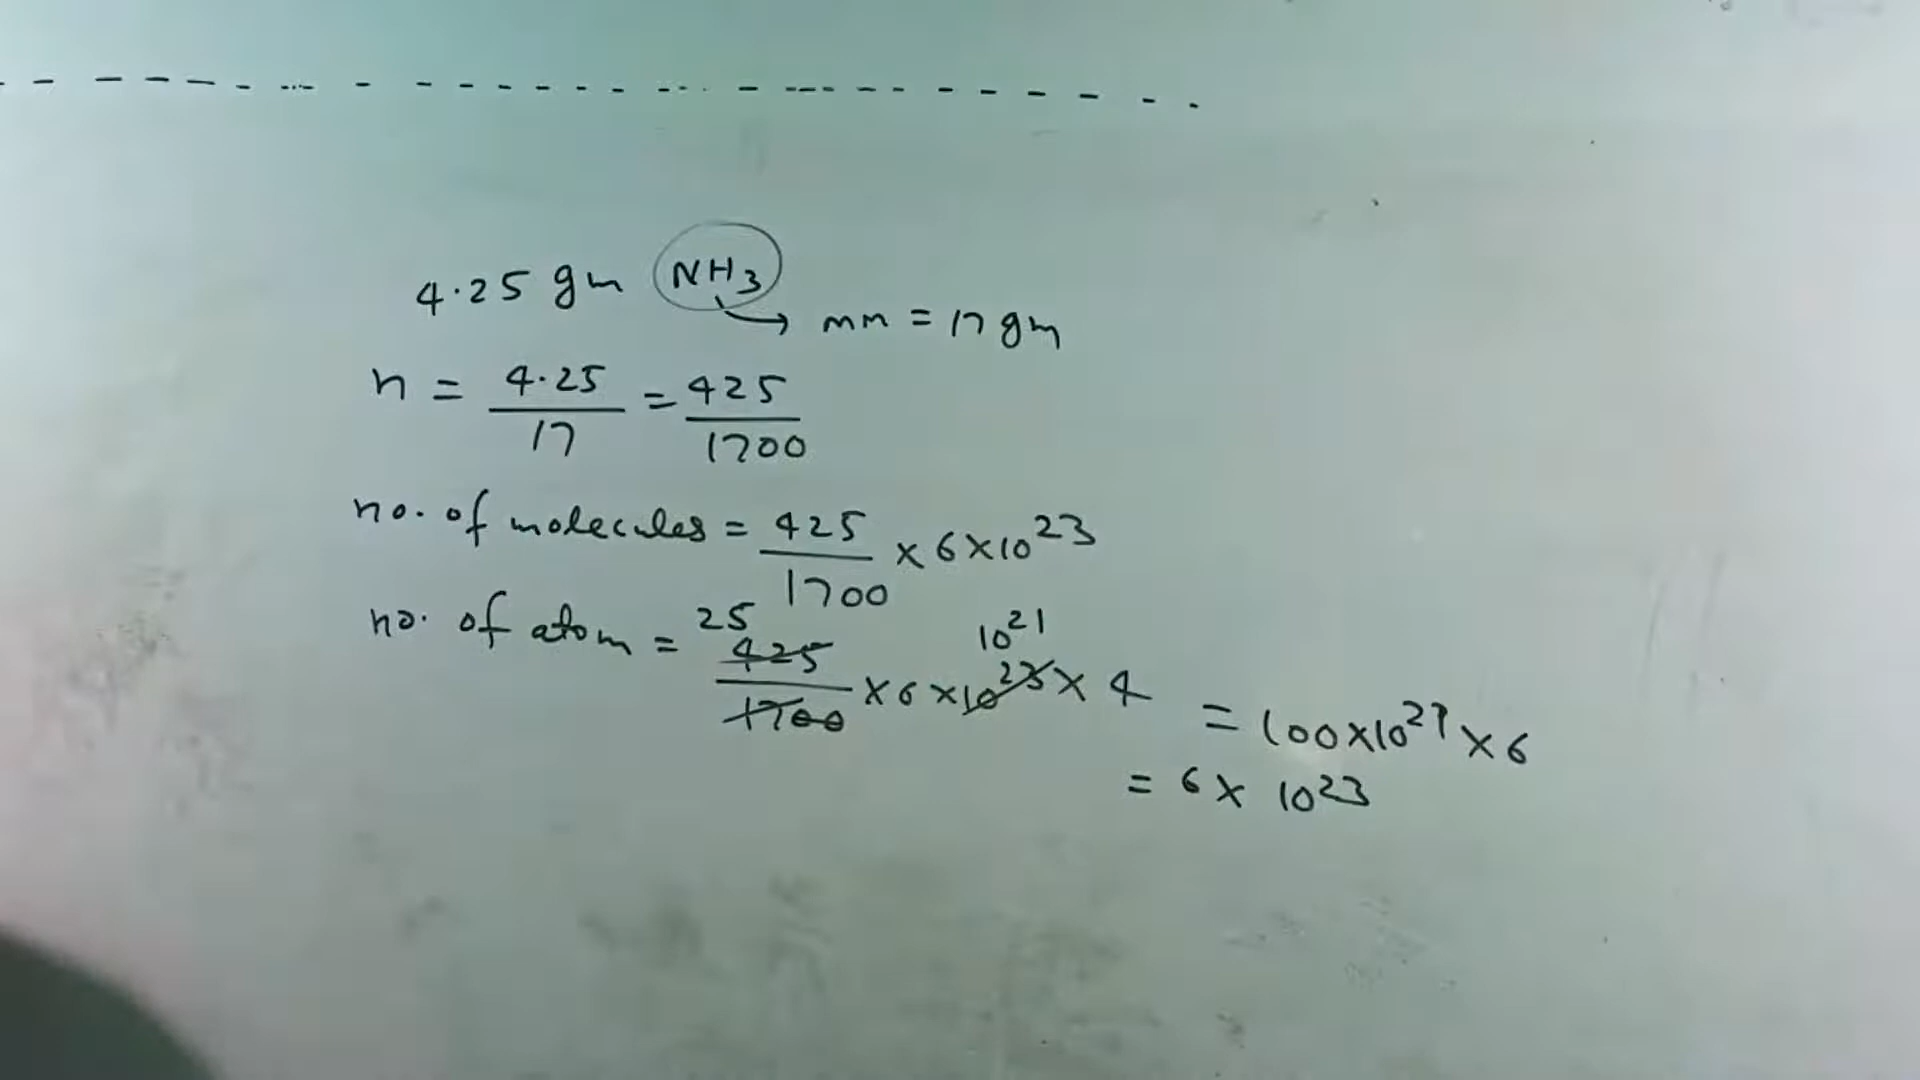 4.25 gm NH3
→ mm = 17 gm
n = 4.25/17 = 425/1700
no. of molecules = 425/1700 × 6×10^23
no. of atom = 425/1700 × 6 × 10^23 × 4 = 100×10^21 × 6
25 10^21
= 6 × 10^23